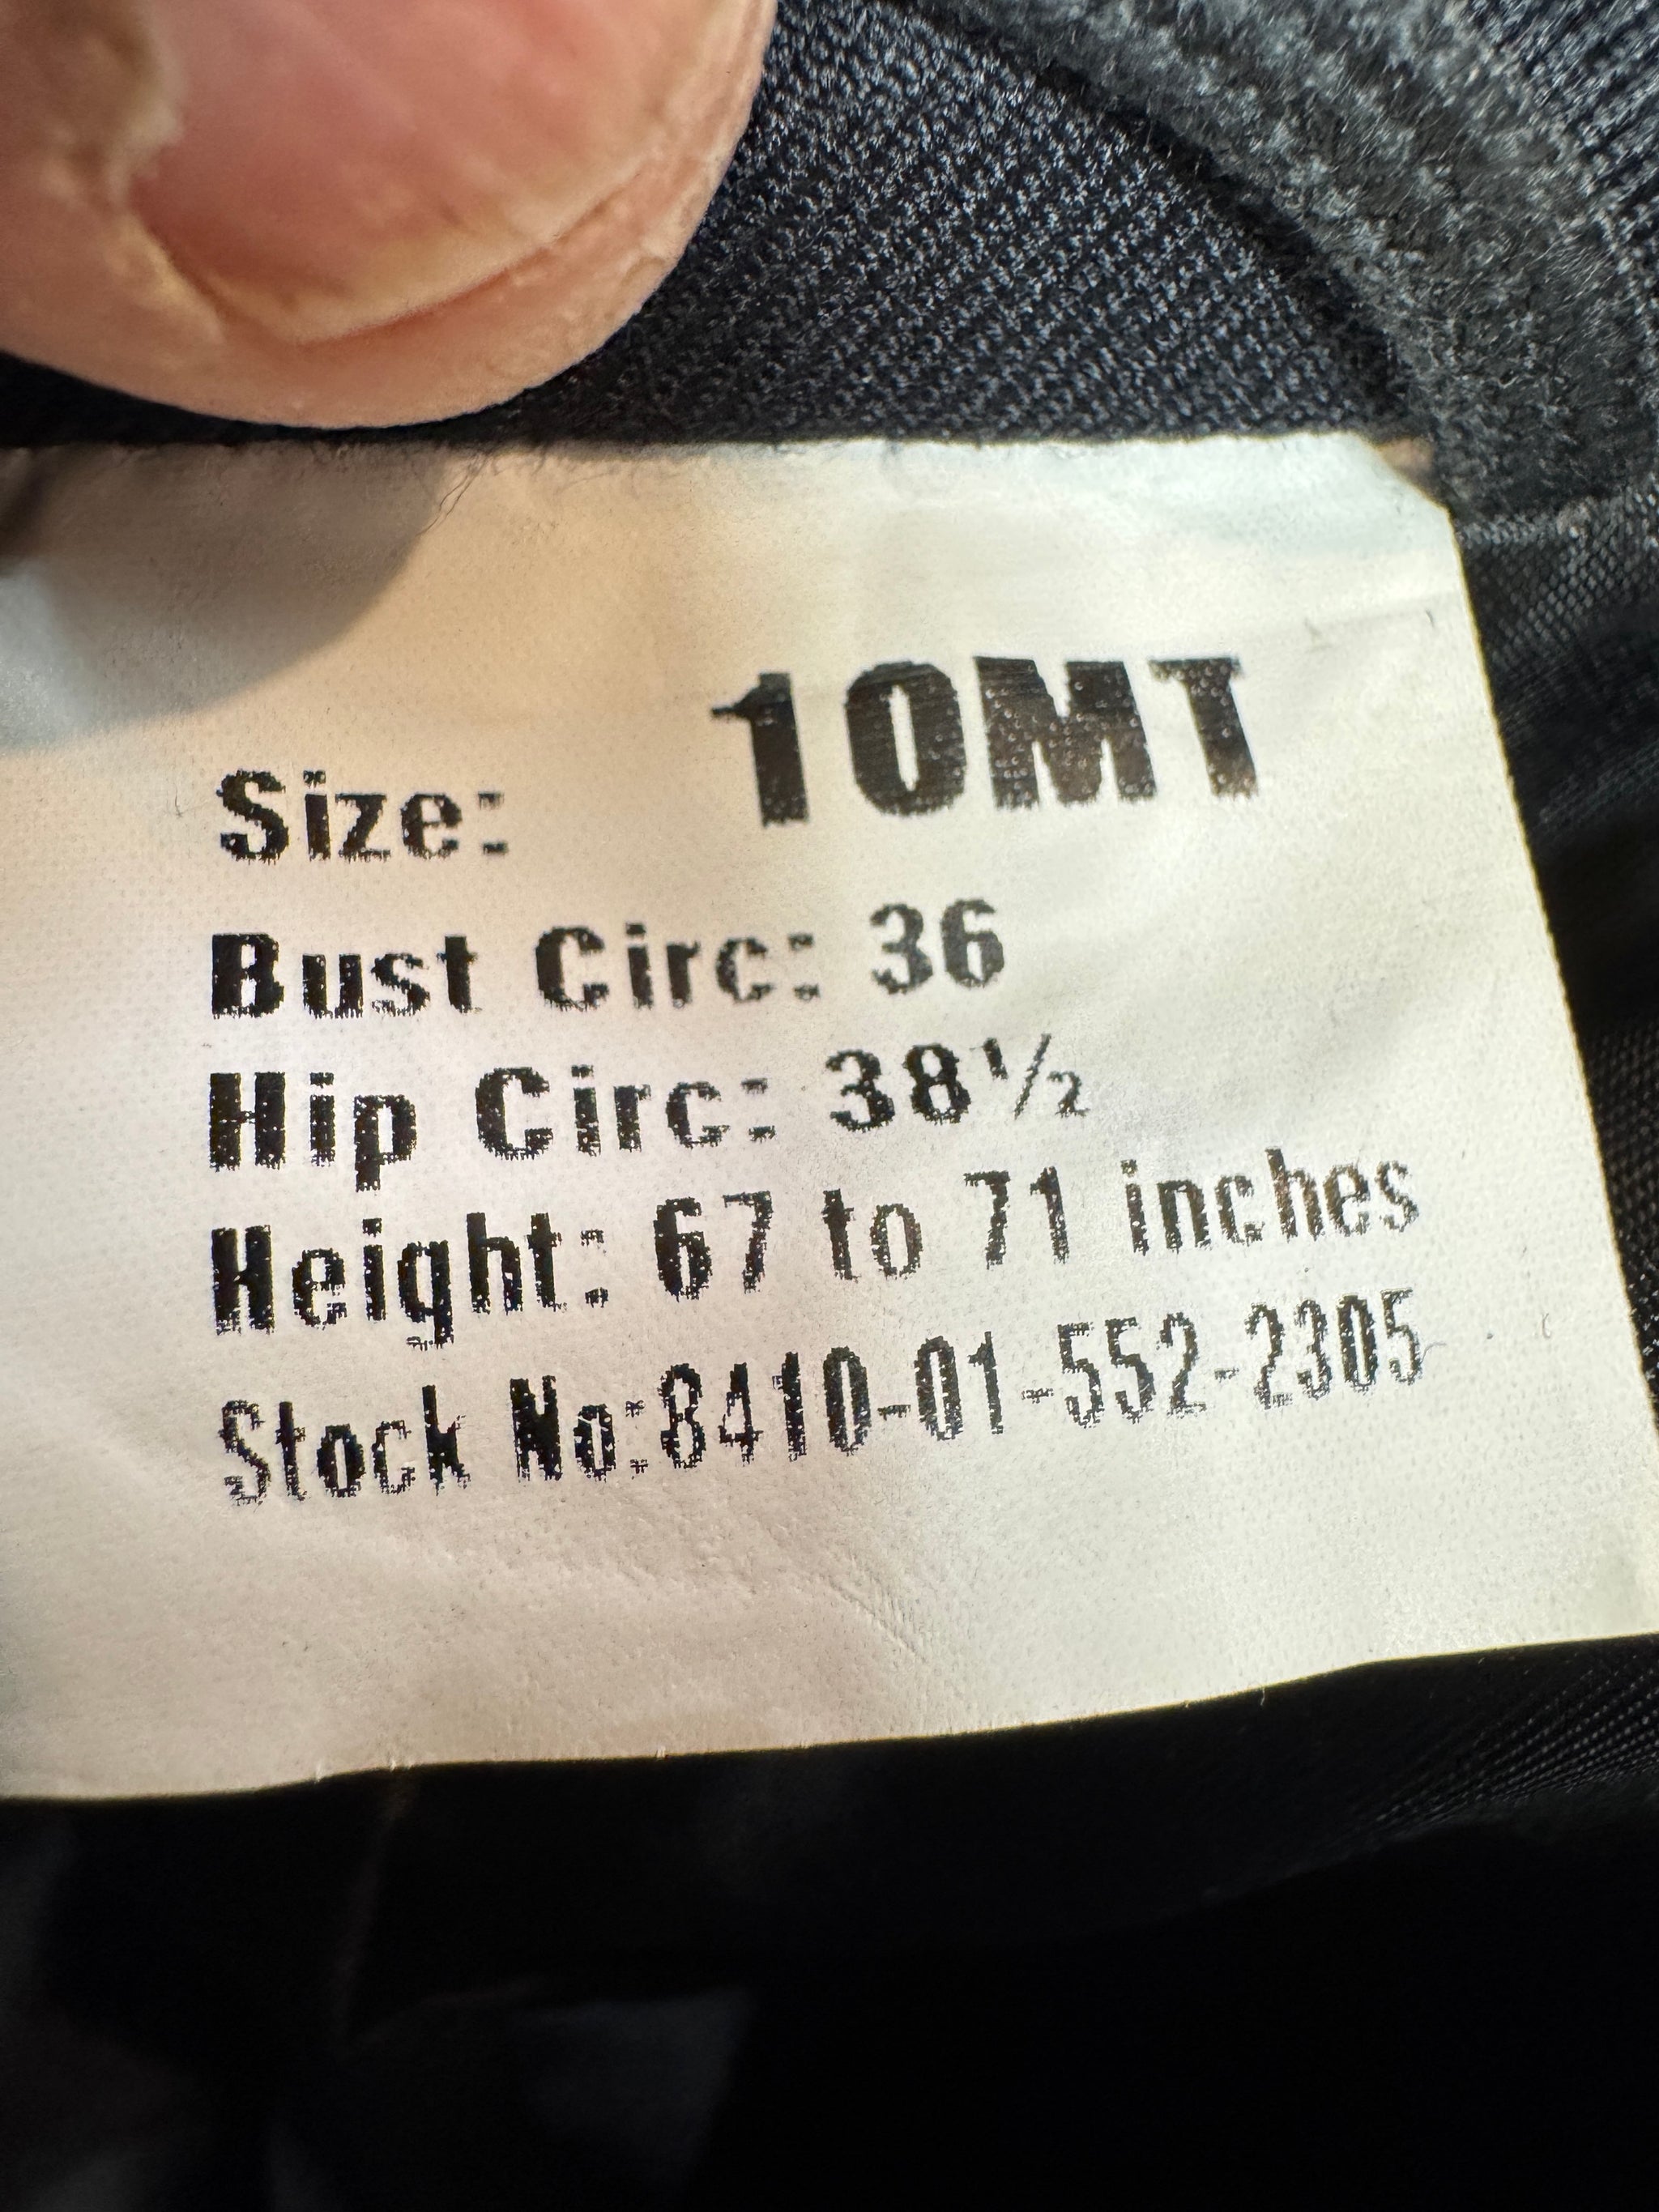 Size: 10MT
Bust Circ: 36
Hip Circ: 38½
Height: 67 to 71 inches
Stock No:8410-01-552-2305